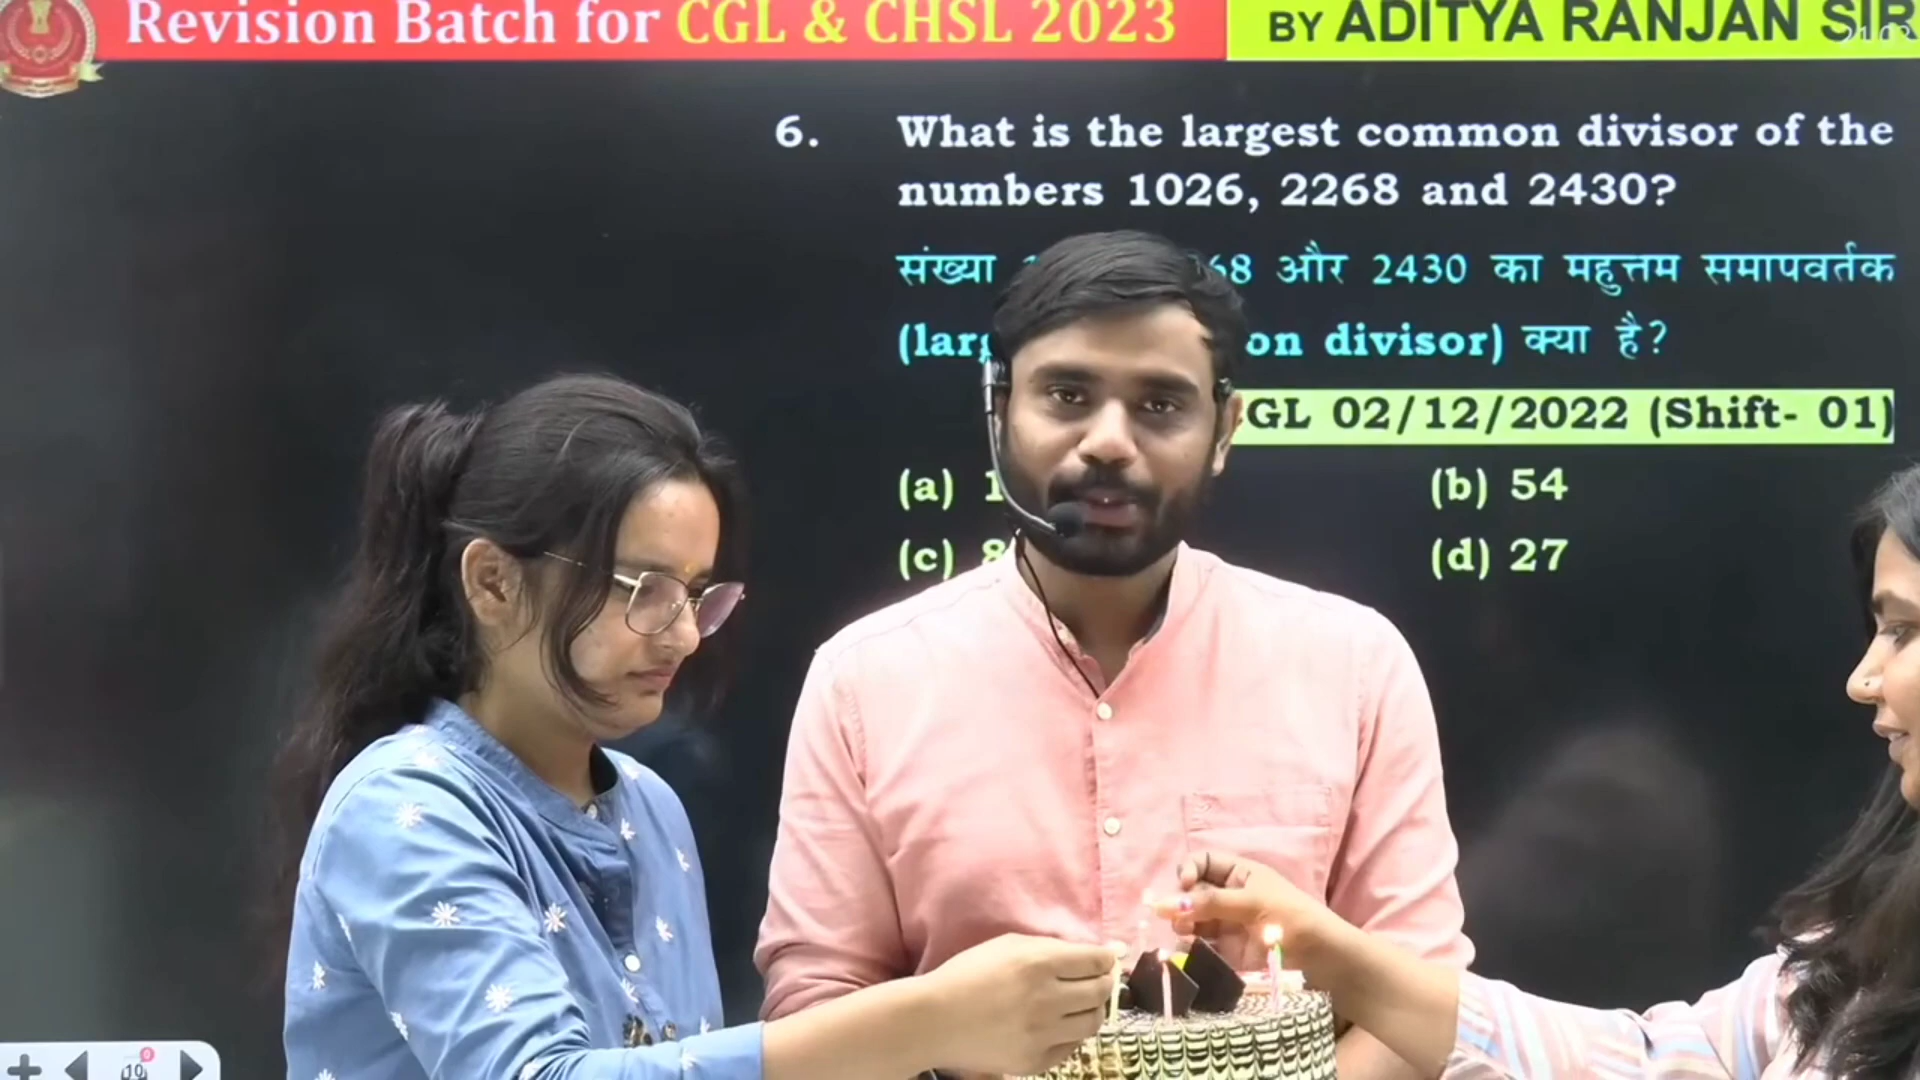 Revision Batch for CGL & CHSL 2023
BY ADITYA RANJAN SIR
6. What is the largest common divisor of the
numbers 1026, 2268 and 2430?
संख्या 68 और 2430 का महुत्तम समापवर्तक
on divisor) क्या है?
GL 02/12/2022 (Shift- 01)
(a) (b) 54
(c) (d) 27
10
0